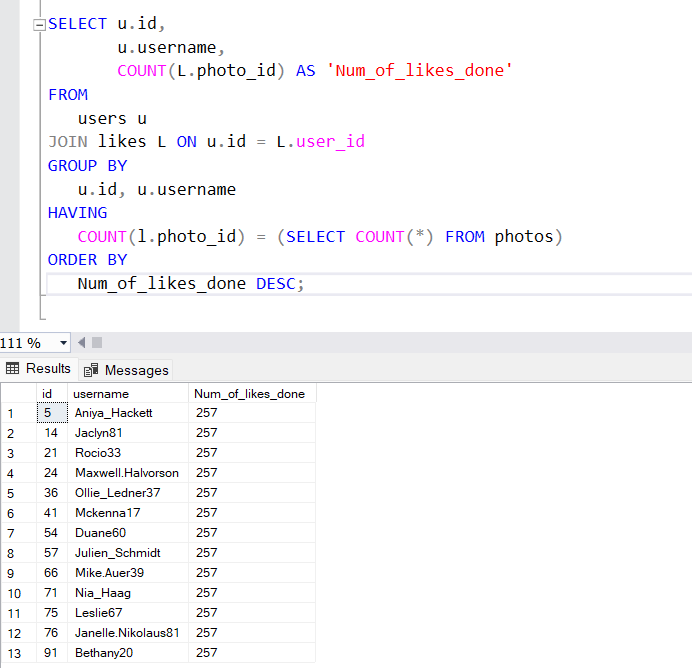 SELECT u.id,
u.username,
COUNT(L.photo_id) AS 'Num_of_likes_done'
FROM
users u
JOIN likes L ON u.id = L.user_id
GROUP BY
u.id, u.username
HAVING
COUNT(l.photo_id) = (SELECT COUNT(*) FROM photos)
ORDER BY
Num_of_likes_done DESC;
111 %
Results Messages
id username Num_of_likes_done
1 5 Aniya_Hackett 257
2 14 Jaclyn81 257
3 21 Rocio33 257
4 24 Maxwell.Halvorson 257
5 36 Ollie_Ledner37 257
6 41 Mckenna17 257
7 54 Duane60 257
8 57 Julien_Schmidt 257
9 66 Mike.Auer39 257
10 71 Nia_Haag 257
11 75 Leslie67 257
12 76 Janelle.Nikolaus81 257
13 91 Bethany20 257